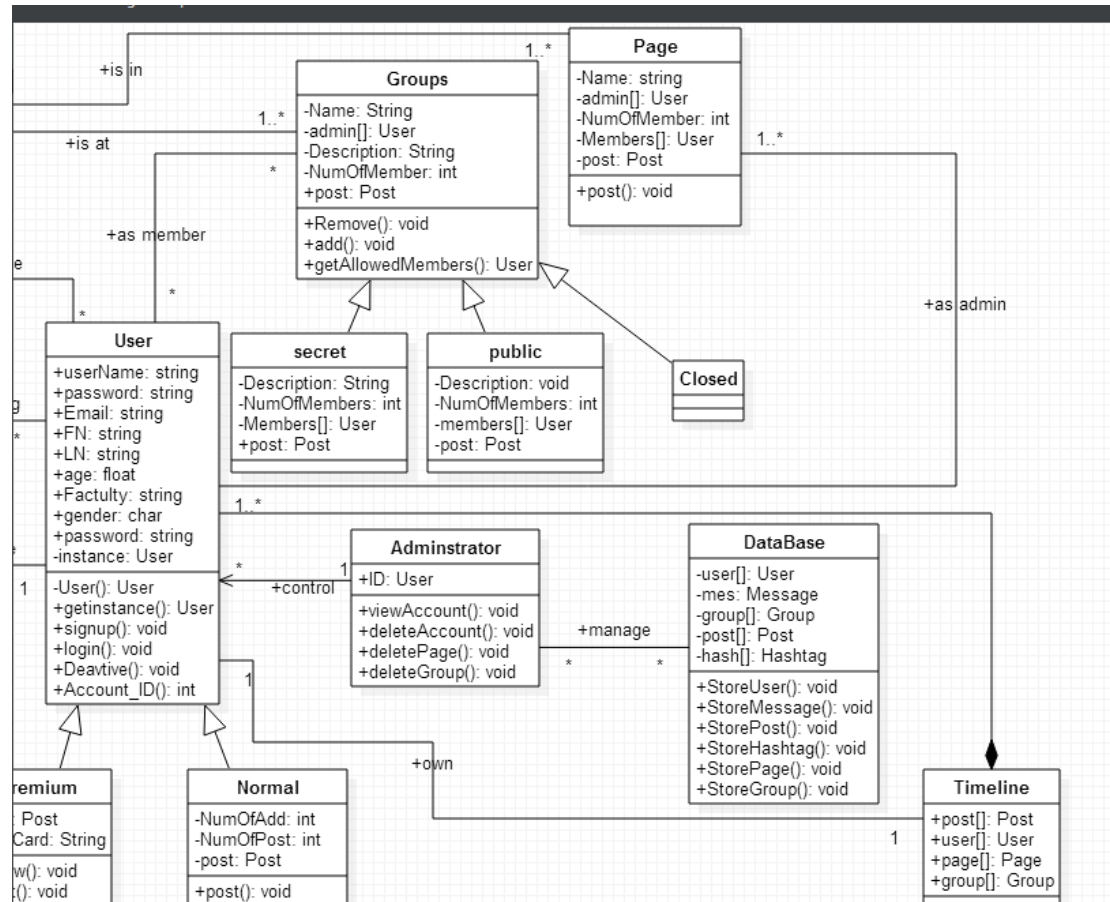 Page
-Name: string
-admin[]: User
-NumOfMember: int
-Members[]: User
-post: Post
+post(): void
1..*
+is in
Groups
-Name: String
-admin[]: User
-Description: String
-NumOfMember: int
+post: Post
+Remove(): void
+add(): void
+getAllowedMembers(): User
1..*
+is at
*
1..*
+as member
*
e
*
+as admin
User
+userName: string
+password: string
+Email: string
+FN: string
+LN: string
+age: float
+Factulty: string
+gender: char
+password: string
-instance: User
-User(): User
+getinstance(): User
+signup(): void
+login(): void
+Deavtive(): void
+Account_ID(): int
secret
-Description: String
-NumOfMembers: int
-Members[]: User
+post: Post
public
-Description: void
-NumOfMembers: int
-members[]: User
-post: Post
Closed
g
*
1..*
1
Adminstrator
+ID: User
+viewAccount(): void
+deleteAccount(): void
+deletePage(): void
+deleteGroup(): void
*
1
+control
+manage
*
*
DataBase
-user[]: User
-mes: Message
-group[]: Group
-post[]: Post
-hash[]: Hashtag
+StoreUser(): void
+StoreMessage(): void
+StorePost(): void
+StoreHashtag(): void
+StorePage(): void
+StoreGroup(): void
1
+own
1
remium
: Post
Card: String
w(): void
(): void
Normal
-NumOfAdd: int
-NumOfPost: int
-post: Post
+post(): void
Timeline
+post[]: Post
+user[]: User
+page[]: Page
+group[]: Group